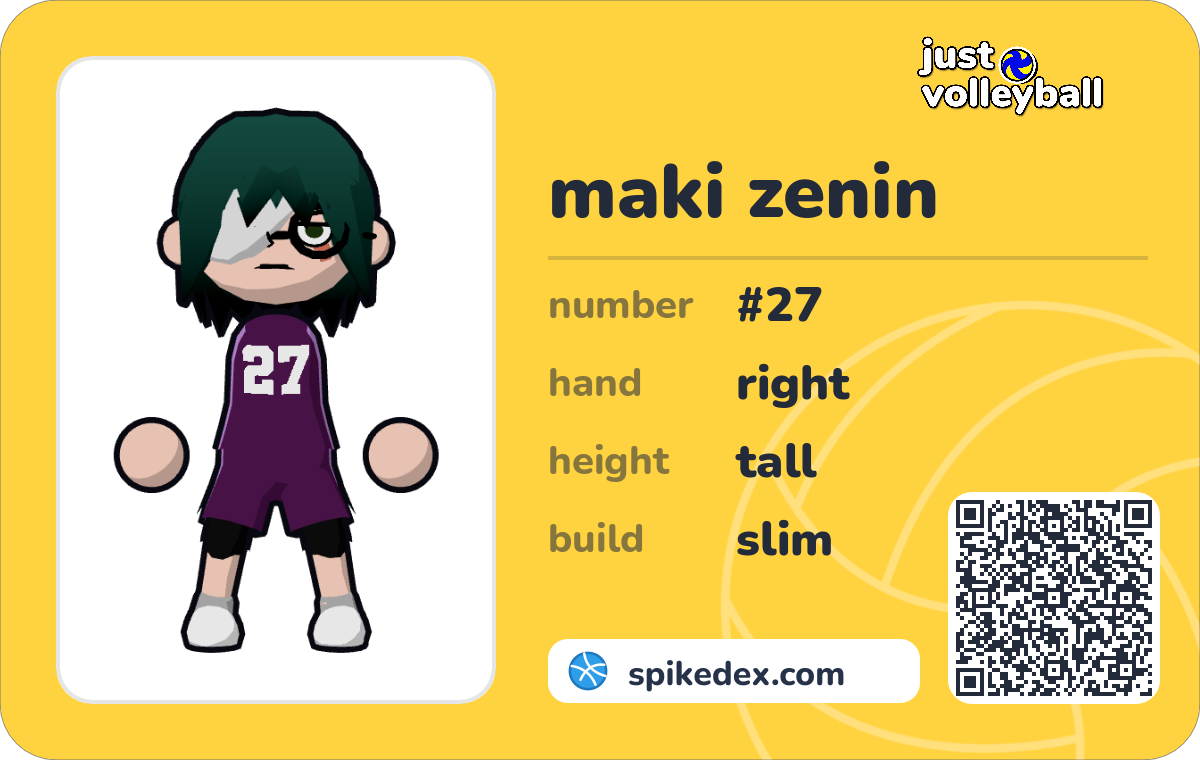 just
volleyball
maki zenin
number #27
hand right
height tall
build slim
27
spikedex.com